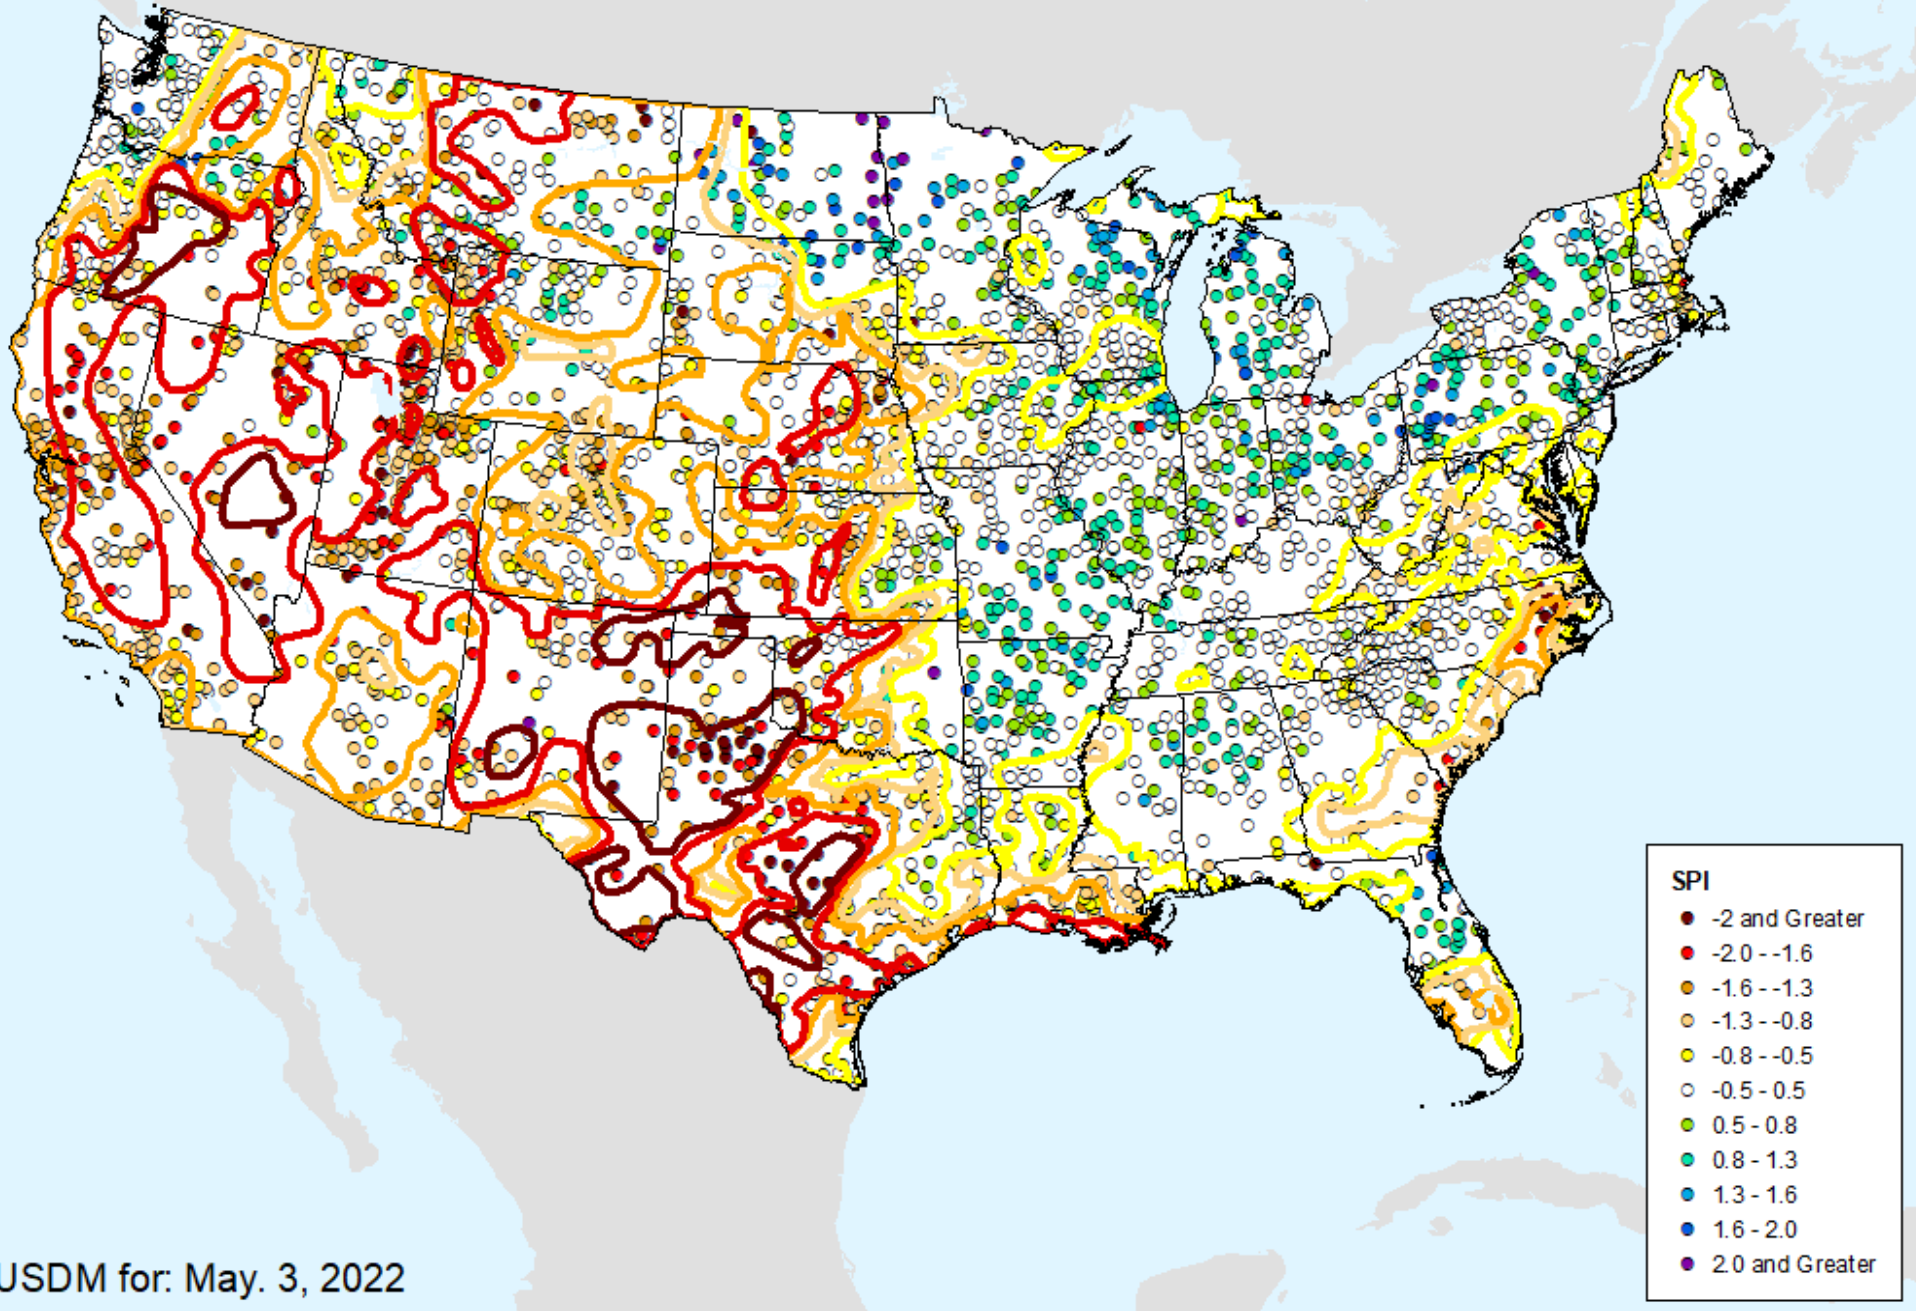 SPI
-2 and Greater
-2.0 - -1.6
-1.6 - -1.3
-1.3 - -0.8
-0.8 - -0.5
-0.5 - 0.5
0.5 - 0.8
0.8 - 1.3
1.3 - 1.6
1.6 - 2.0
2.0 and Greater
USDM for: May. 3, 2022